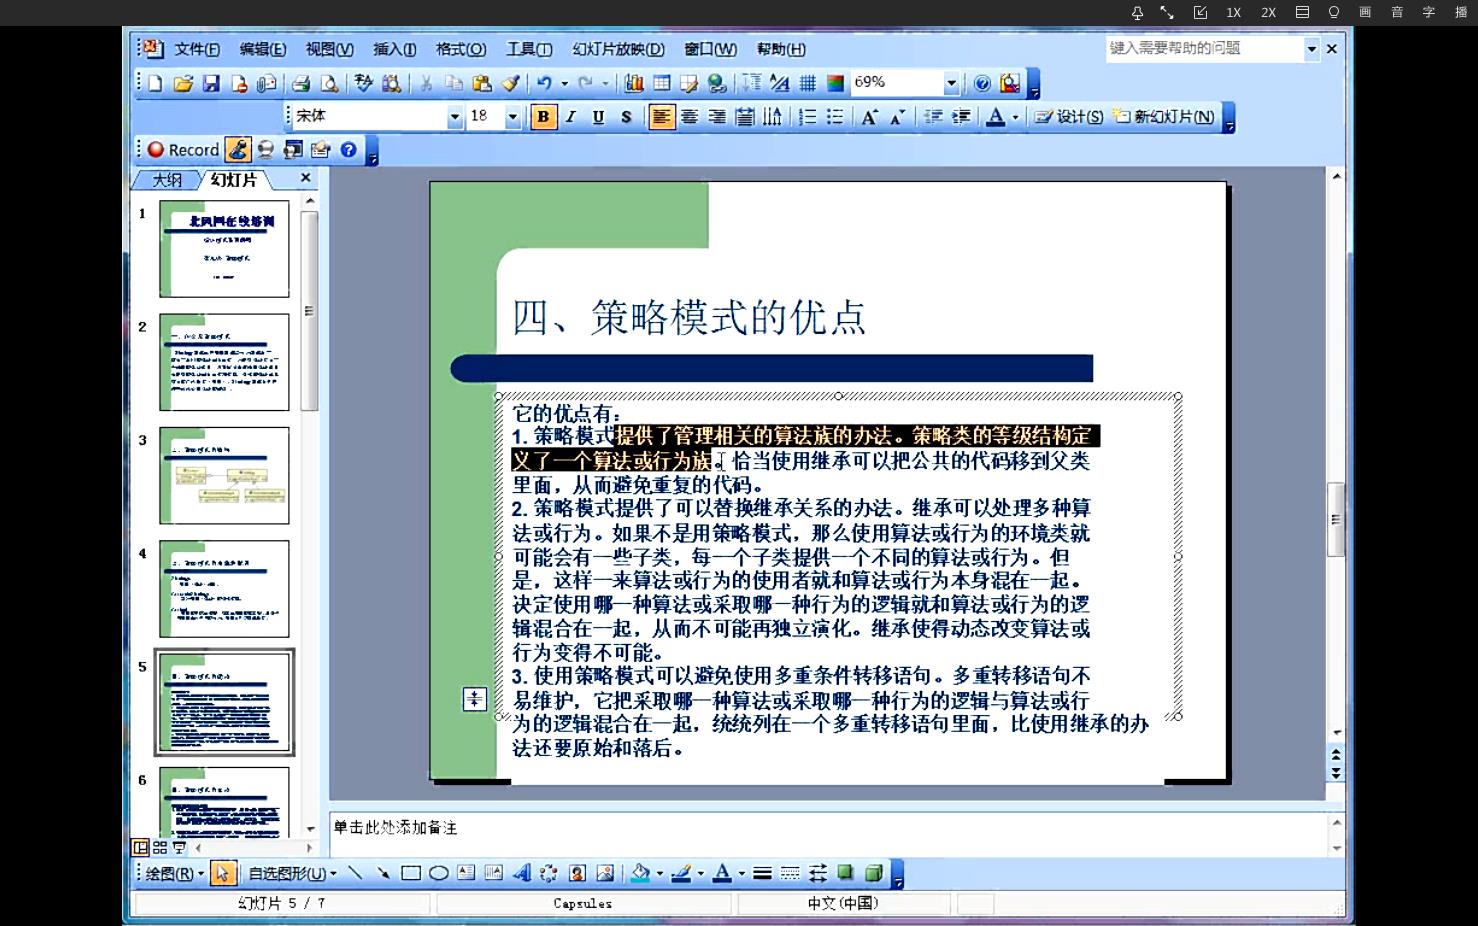 1X 2X 画 音 字 播
文件(F) 编辑(E) 视图(V) 插入(I) 格式(O) 工具(T) 幻灯片放映(D) 窗口(W) 帮助(H) 键入需要帮助的问题
69%
宋体 18 B I U S A A A 设计(S) 新幻灯片(N)
Record
大纲 幻灯片
1
北风网在线培训
2
3
4
5
6
四、策略模式的优点
它的优点有：
1. 策略模式提供了管理相关的算法族的办法。策略类的等级结构定
义了一个算法或行为族。恰当使用继承可以把公共的代码移到父类
里面，从而避免重复的代码。
2. 策略模式提供了可以替换继承关系的办法。继承可以处理多种算
法或行为。如果不是用策略模式，那么使用算法或行为的环境类就
可能会有一些子类，每一个子类提供一个不同的算法或行为。但
是，这样一来算法或行为的使用者就和算法或行为本身混在一起。
决定使用哪一种算法或采取哪一种行为的逻辑就和算法或行为的逻
辑混合在一起，从而不可能再独立演化。继承使得动态改变算法或
行为变得不可能。
3. 使用策略模式可以避免使用多重条件转移语句。多重转移语句不
易维护，它把采取哪一种算法或采取哪一种行为的逻辑与算法或行
为的逻辑混合在一起，统统列在一个多重转移语句里面，比使用继承的办
法还要原始和落后。
单击此处添加备注
绘图(R) 自选图形(U)
幻灯片 5 / 7 Capsules 中文(中国)